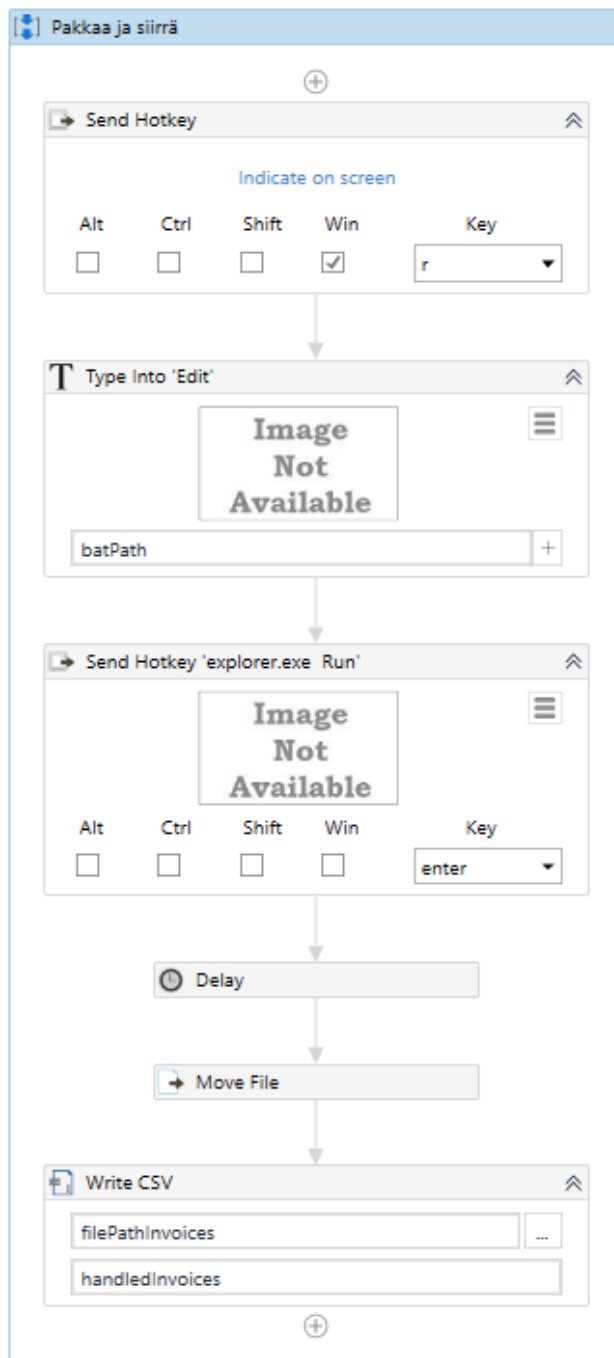 Pakkaa ja siirrä
Send Hotkey
Indicate on screen
Alt Ctrl Shift Win Key
r
Type Into 'Edit'
Image
Not
Available
batPath
Send Hotkey 'explorer.exe Run'
Image
Not
Available
Alt Ctrl Shift Win Key
enter
Delay
Move File
Write CSV
filePathInvoices ...
handledInvoices